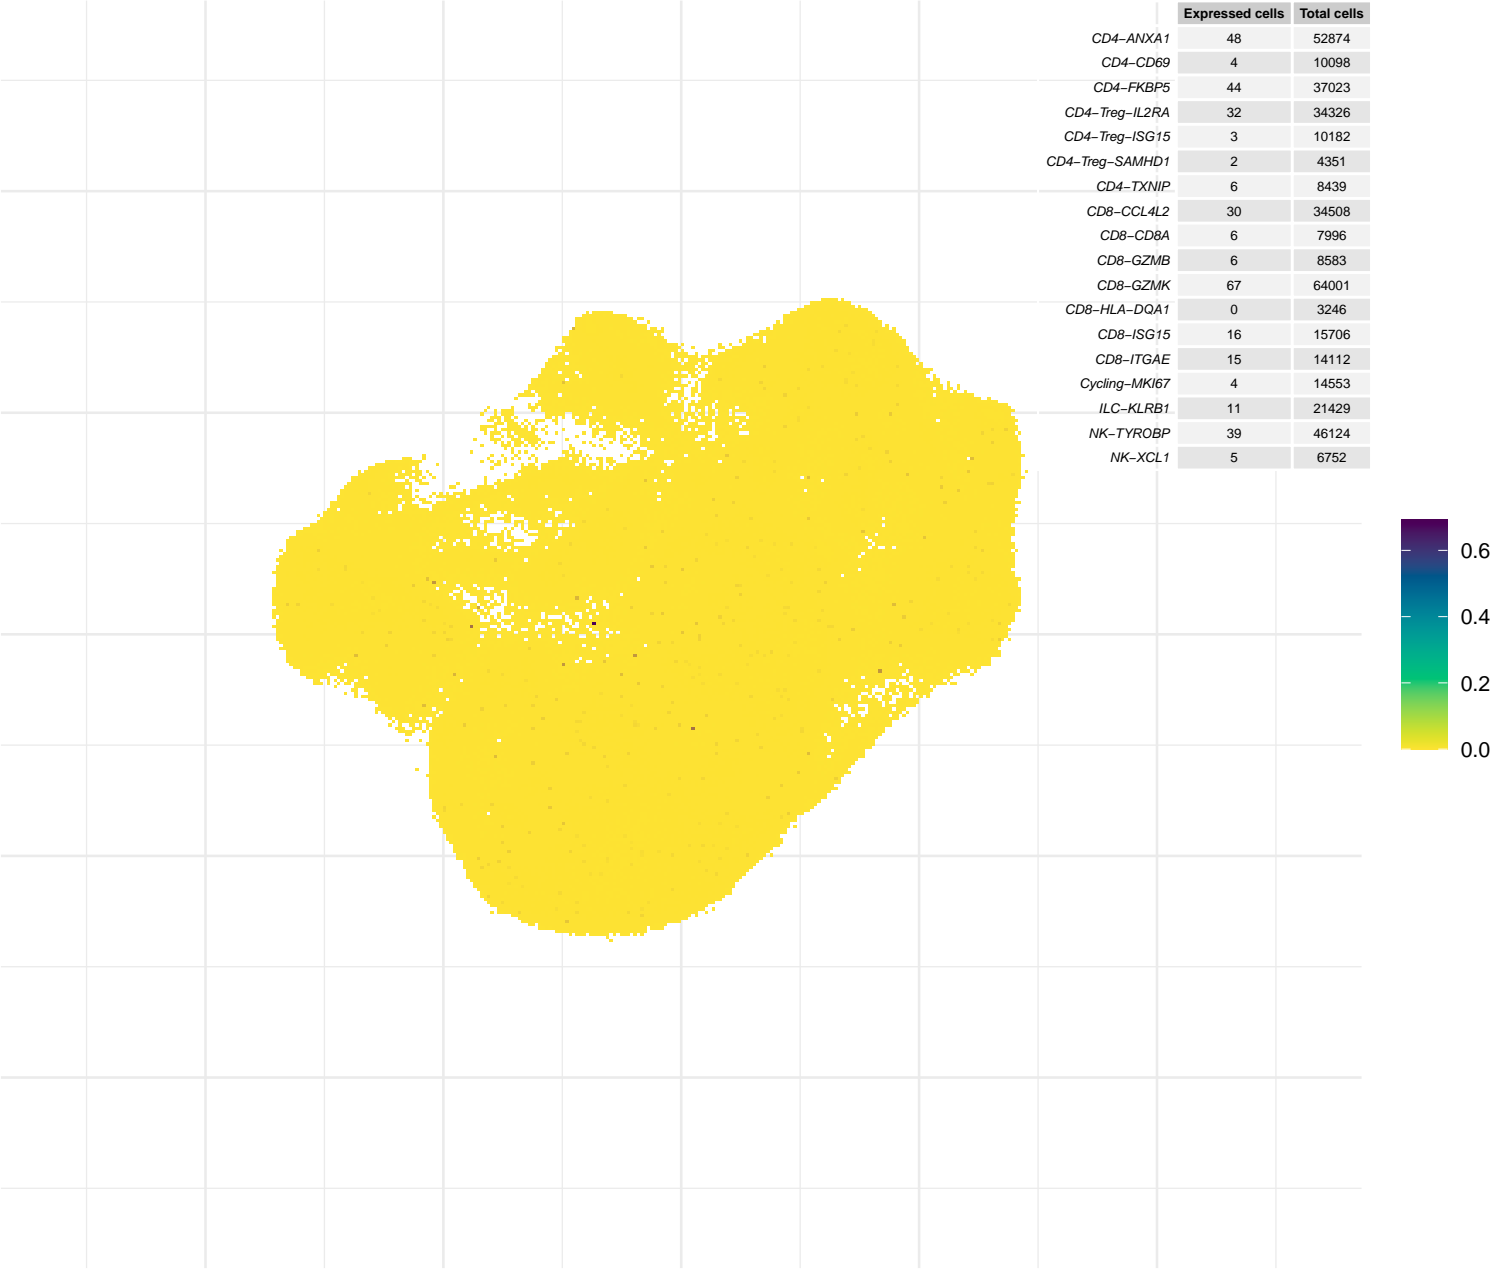 Expressed cells Total cells
CD4−ANXA1 48 52874
CD4−CD69 4 10098
CD4−FKBP5 44 37023
CD4−Treg−IL2RA 32 34326
CD4−Treg−ISG15 3 10182
CD4−Treg−SAMHD1 2 4351
CD4−TXNIP 6 8439
CD8−CCL4L2 30 34508
CD8−CD8A 6 7996
CD8−GZMB 6 8583
CD8−GZMK 67 64001
CD8−HLA−DQA1 0 3246
CD8−ISG15 16 15706
CD8−ITGAE 15 14112
Cycling−MKI67 4 14553
ILC−KLRB1 11 21429
NK−TYROBP 39 46124
NK−XCL1 5 6752
0.6
0.4
0.2
0.0